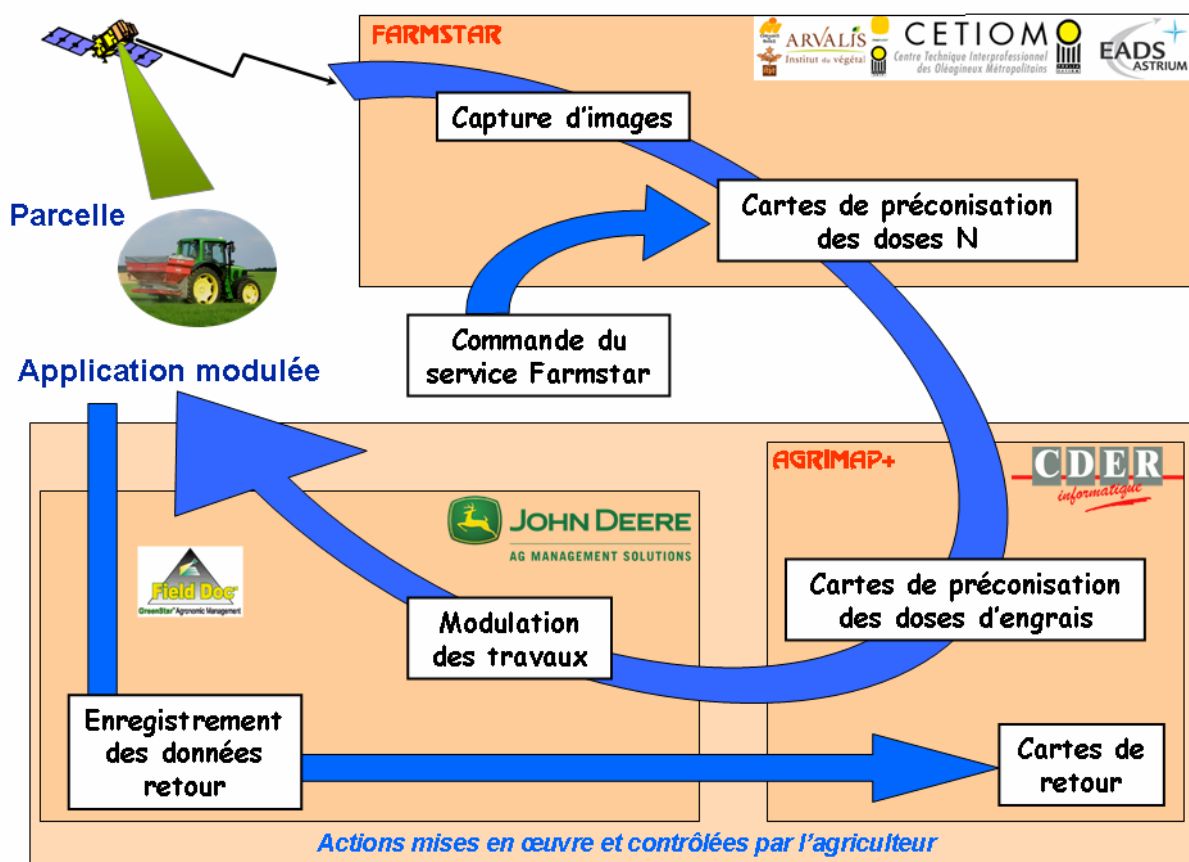 FARMSTAR
ARVALIS
Institut du végétal
CETIOM
Centre Technique Interprofessionnel
des Oléagineux Métropolitains
EADS
ASTRIUM
Capture d'images
Parcelle
Cartes de préconisation
des doses N
Commande du
service Farmstar
Application modulée
AGRIMAP+
CDER
informatique
JOHN DEERE
AG MANAGEMENT SOLUTIONS
Field Doc
GreenStar Agronomic Management
Cartes de préconisation
des doses d'engrais
Modulation
des travaux
Enregistrement
des données
retour
Cartes de
retour
Actions mises en œuvre et contrôlées par l'agriculteur